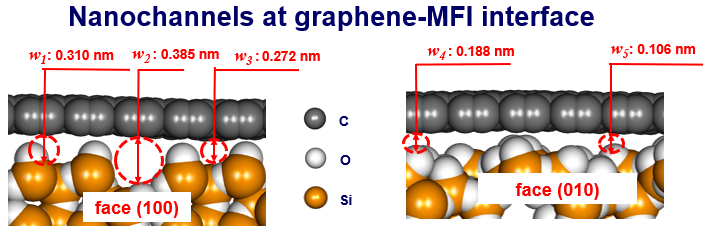 Nanochannels at graphene-MFI interface
w1: 0.310 nm w2: 0.385 nm w3: 0.272 nm
w4: 0.188 nm w5: 0.106 nm
C
O
Si
face (100)
face (010)